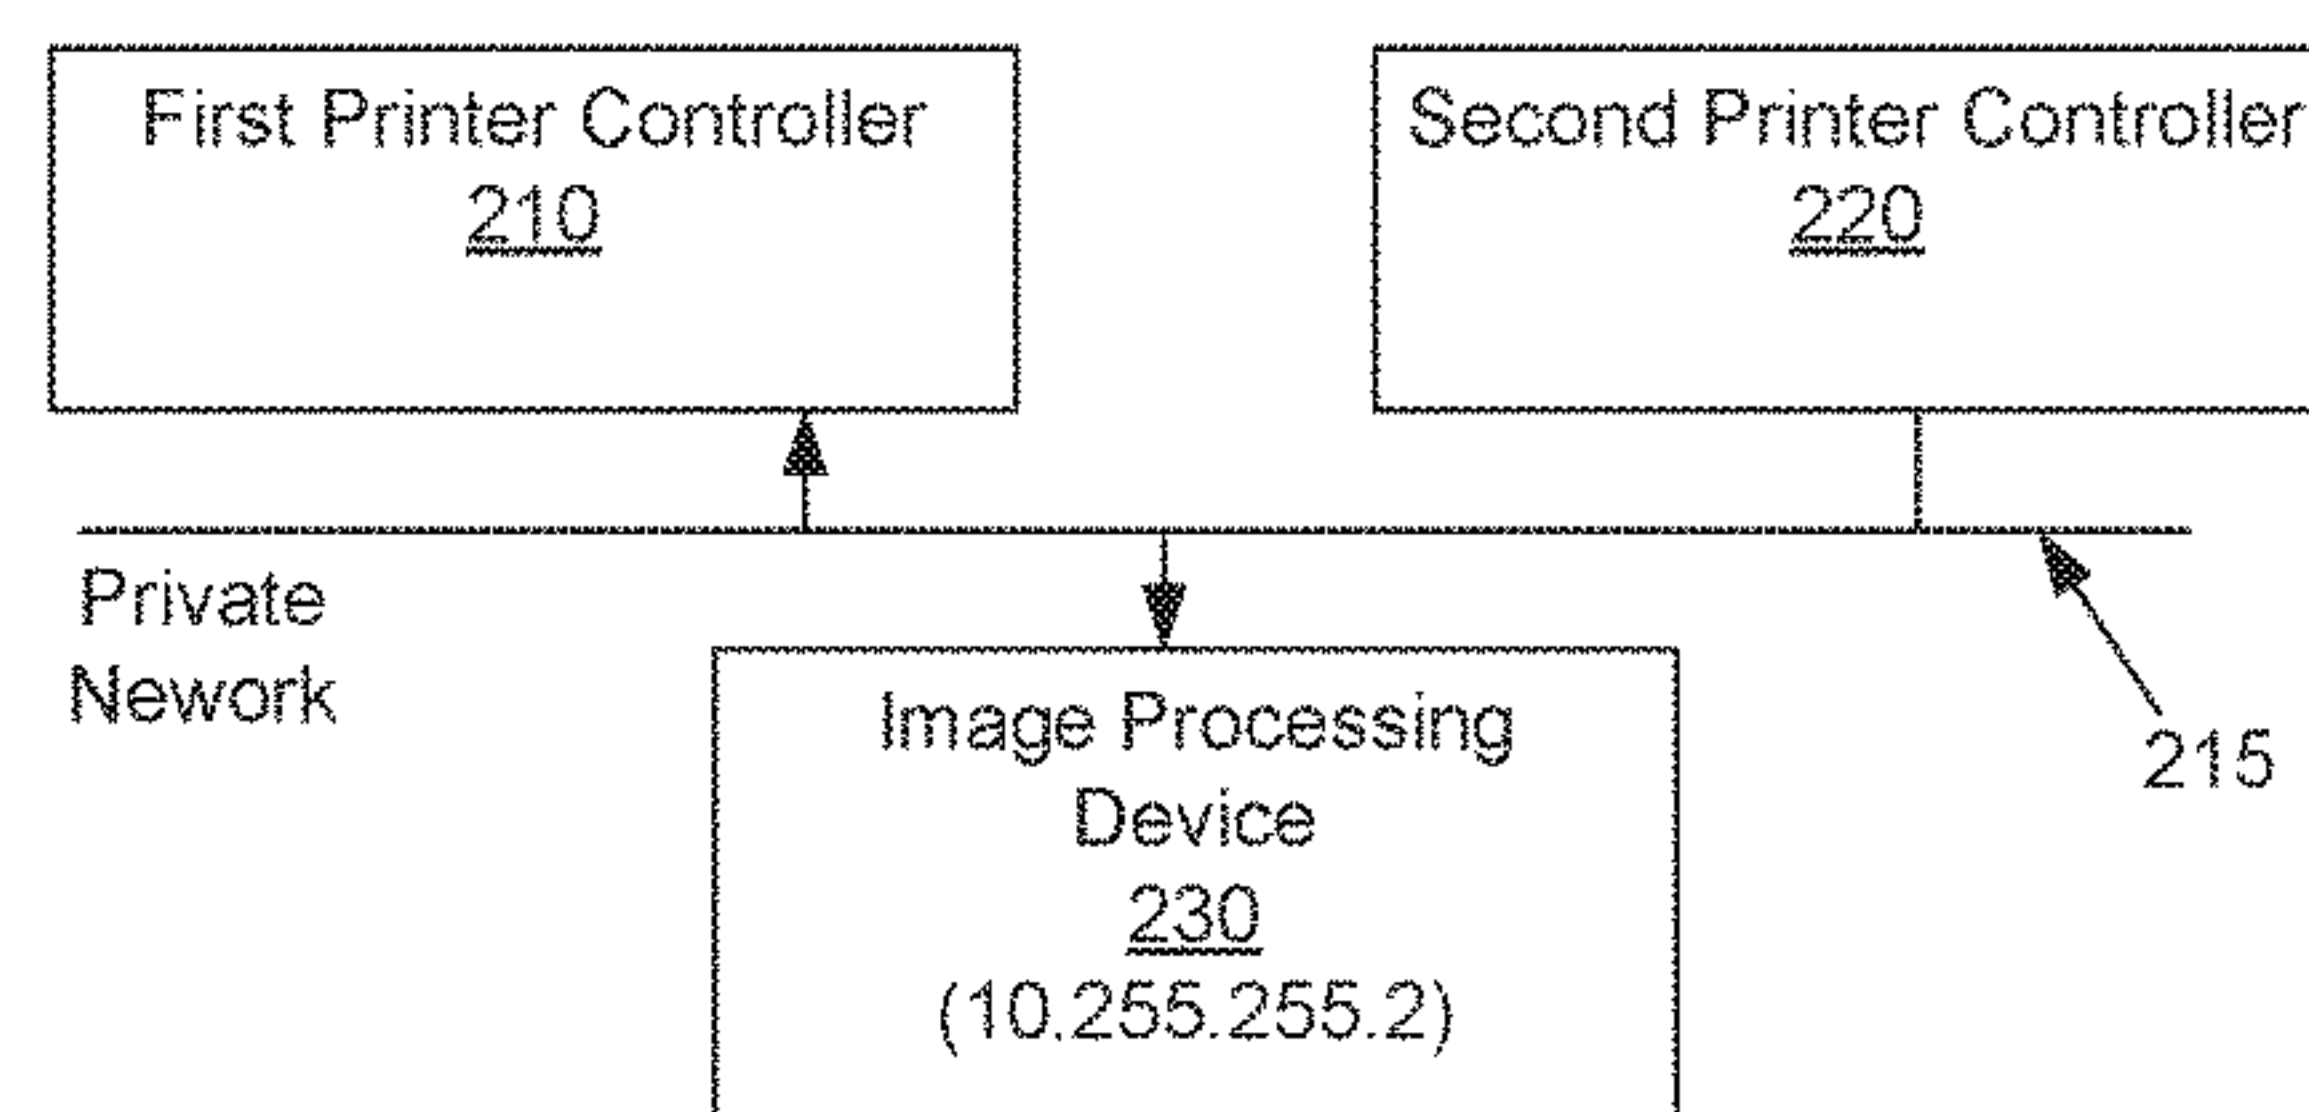 First Printer Controller
210
Second Printer Controller
220
Private
Nework
215
Image Processing
Device
230
(10.255.255.2)